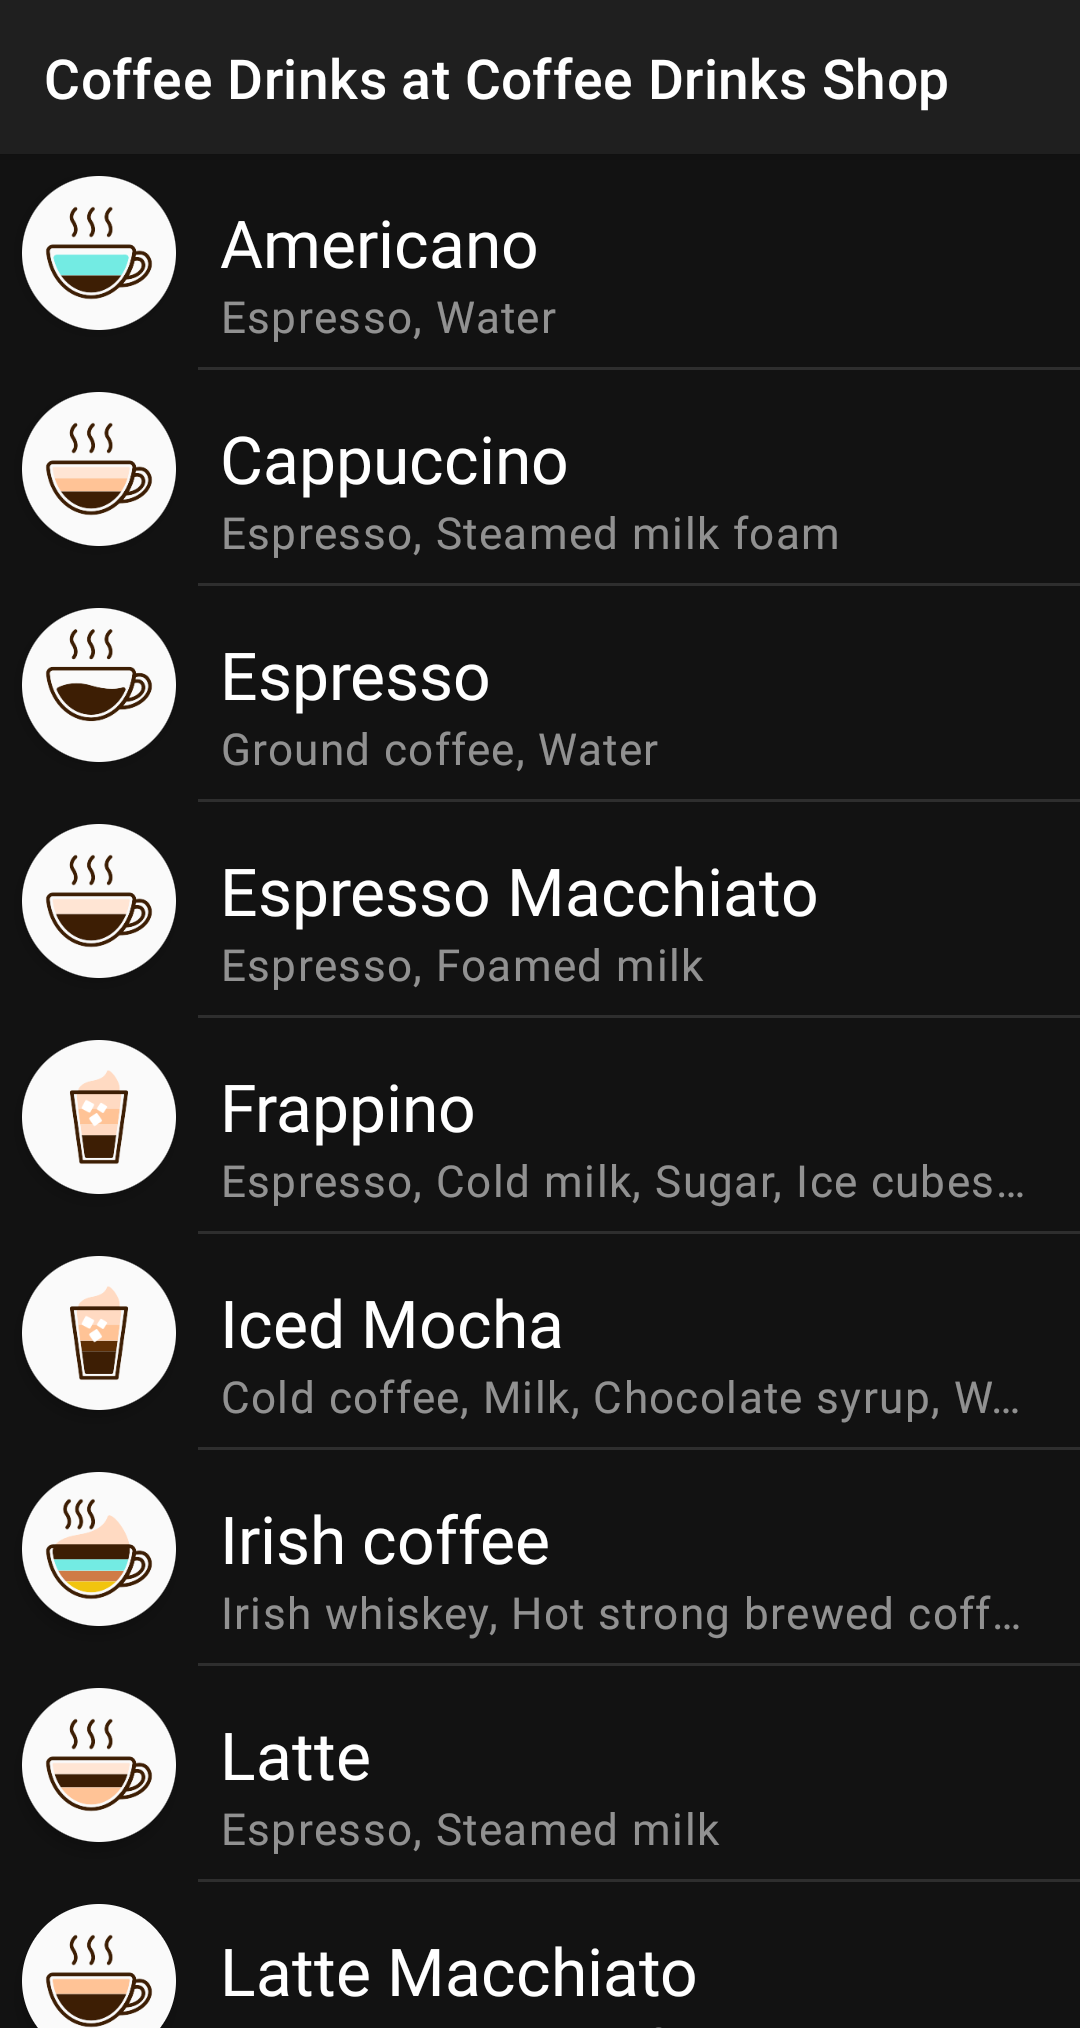 Coffee Drinks at Coffee Drinks Shop
Americano
Espresso, Water
Cappuccino
Espresso, Steamed milk foam
Espresso
Ground coffee, Water
Espresso Macchiato
Espresso, Foamed milk
Frappino
Espresso, Cold milk, Sugar, Ice cubes…
Iced Mocha
Cold coffee, Milk, Chocolate syrup, W…
Irish coffee
Irish whiskey, Hot strong brewed coff…
Latte
Espresso, Steamed milk
Latte Macchiato